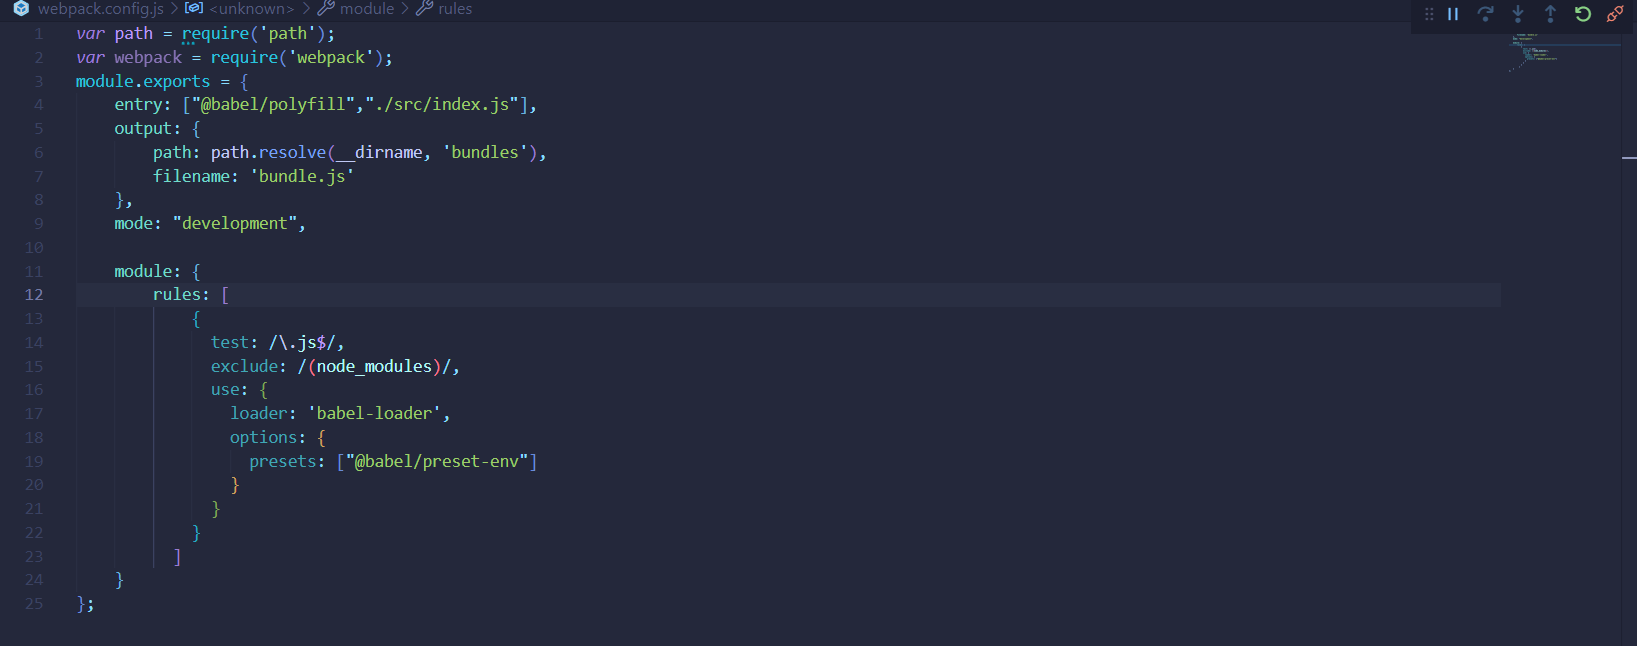 webpack.config.js > <unknown> > module > rules
1 var path = require('path');
2 var webpack = require('webpack');
3 module.exports = {
4     entry: ["@babel/polyfill","./src/index.js"],
5     output: {
6         path: path.resolve(__dirname, 'bundles'),
7         filename: 'bundle.js'
8     },
9     mode: "development",
10
11     module: {
12         rules: [
13             {
14               test: /\.js$/,
15               exclude: /(node_modules)/,
16               use: {
17                 loader: 'babel-loader',
18                 options: {
19                   presets: ["@babel/preset-env"]
20                 }
21               }
22             }
23           ]
24     }
25 };